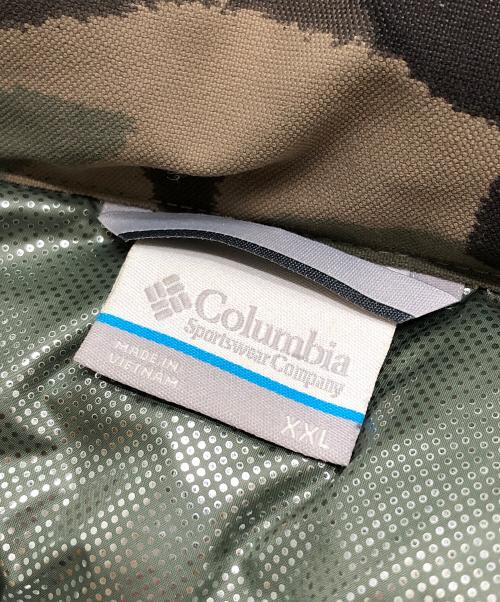 Columbia
Sportswear Company
MADE IN
VIETNAM
XXL